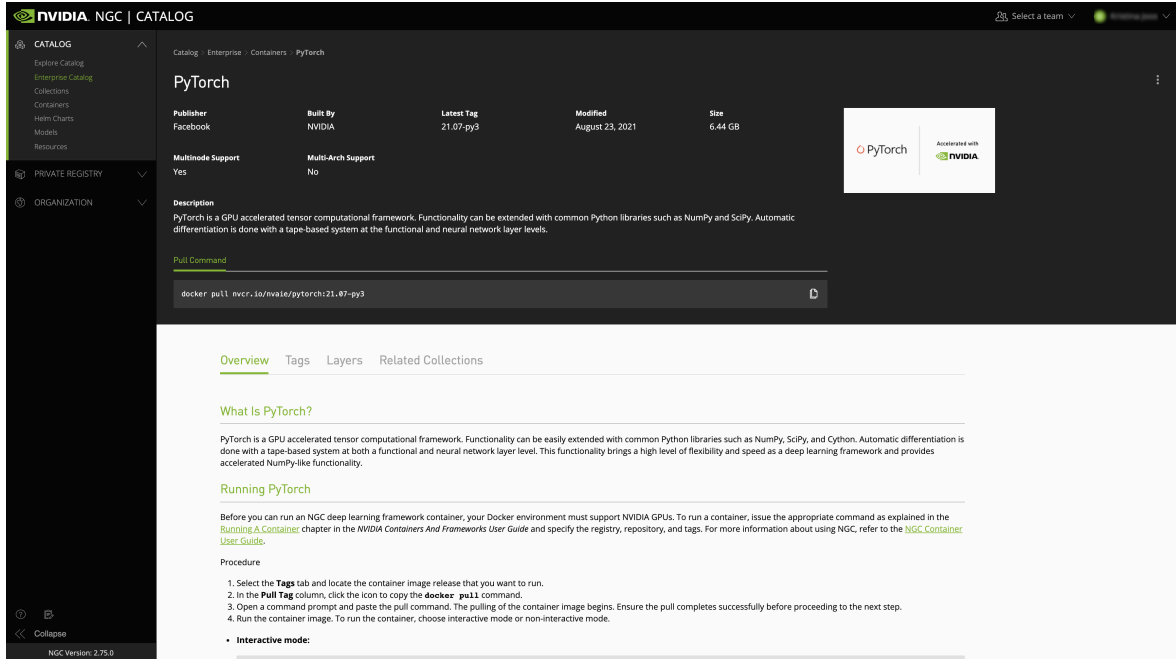 NVIDIA. NGC | CATALOG
Select a team
CATALOG
Explore Catalog
Enterprise Catalog
Collections
Containers
Helm Charts
Models
Resources
PRIVATE REGISTRY
ORGANIZATION
Collapse
NGC Version: 2.75.0
Catalog > Enterprise > Containers > PyTorch
PyTorch
Publisher Built By Latest Tag Modified Size
Facebook NVIDIA 21.07-py3 August 23, 2021 6.44 GB
Multinode Support Multi-Arch Support
Yes No
PyTorch
Accelerated with
NVIDIA.
Description
PyTorch is a GPU accelerated tensor computational framework. Functionality can be extended with common Python libraries such as NumPy and SciPy. Automatic
differentiation is done with a tape-based system at the functional and neural network layer levels.
Pull Command
docker pull nvcr.io/nvaie/pytorch:21.07-py3
Overview Tags Layers Related Collections
What Is PyTorch?
PyTorch is a GPU accelerated tensor computational framework. Functionality can be easily extended with common Python libraries such as NumPy, SciPy, and Cython. Automatic differentiation is
done with a tape-based system at both a functional and neural network layer level. This functionality brings a high level of flexibility and speed as a deep learning framework and provides
accelerated NumPy-like functionality.
Running PyTorch
Before you can run an NGC deep learning framework container, your Docker environment must support NVIDIA GPUs. To run a container, issue the appropriate command as explained in the
Running A Container chapter in the NVIDIA Containers And Frameworks User Guide and specify the registry, repository, and tags. For more information about using NGC, refer to the NGC Container
User Guide.
Procedure
1. Select the Tags tab and locate the container image release that you want to run.
2. In the Pull Tag column, click the icon to copy the docker pull command.
3. Open a command prompt and paste the pull command. The pulling of the container image begins. Ensure the pull completes successfully before proceeding to the next step.
4. Run the container image. To run the container, choose interactive mode or non-interactive mode.
• Interactive mode: